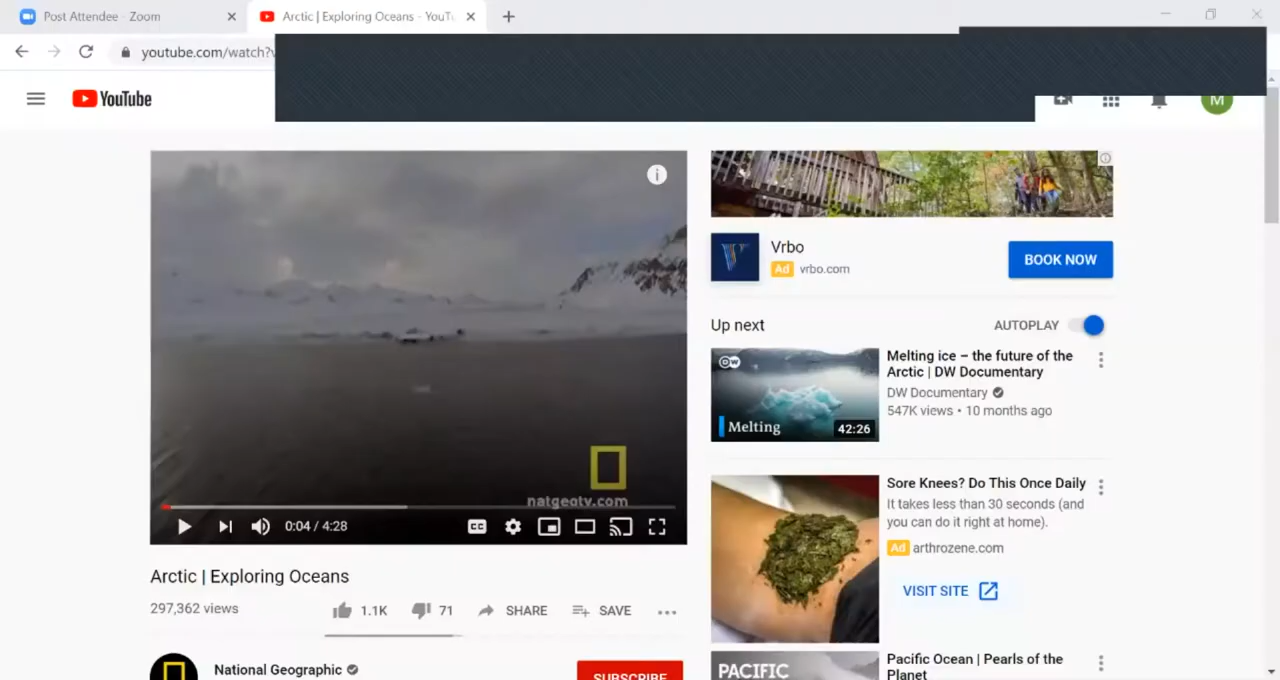 Post Attendee - Zoom
Arctic | Exploring Oceans - YouTu
youtube.com/watch?v
YouTube
M
natgeotv.com
0:04 / 4:28
CC
Arctic | Exploring Oceans
297,362 views
1.1K
71
SHARE
SAVE
National Geographic
SUBSCRIBE
Vrbo
Ad vrbo.com
BOOK NOW
Up next
AUTOPLAY
DW
Melting
42:26
Melting ice – the future of the
Arctic | DW Documentary
DW Documentary
547K views • 10 months ago
Sore Knees? Do This Once Daily
It takes less than 30 seconds (and
you can do it right at home).
Ad arthrozene.com
VISIT SITE
PACIFIC
Pacific Ocean | Pearls of the
Planet